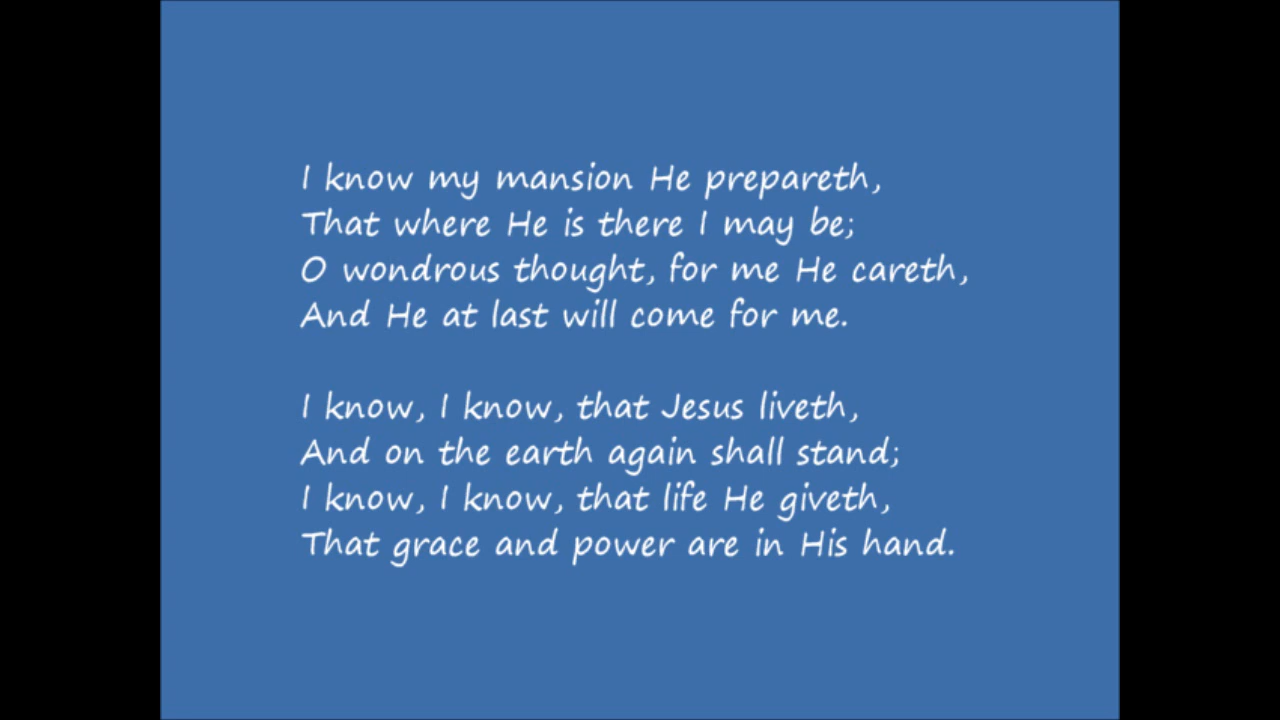 I know my mansion He prepareth,
That where He is there I may be;
O wondrous thought, for me He careth,
And He at last will come for me.

I know, I know, that Jesus liveth,
And on the earth again shall stand;
I know, I know, that life He giveth,
That grace and power are in His hand.